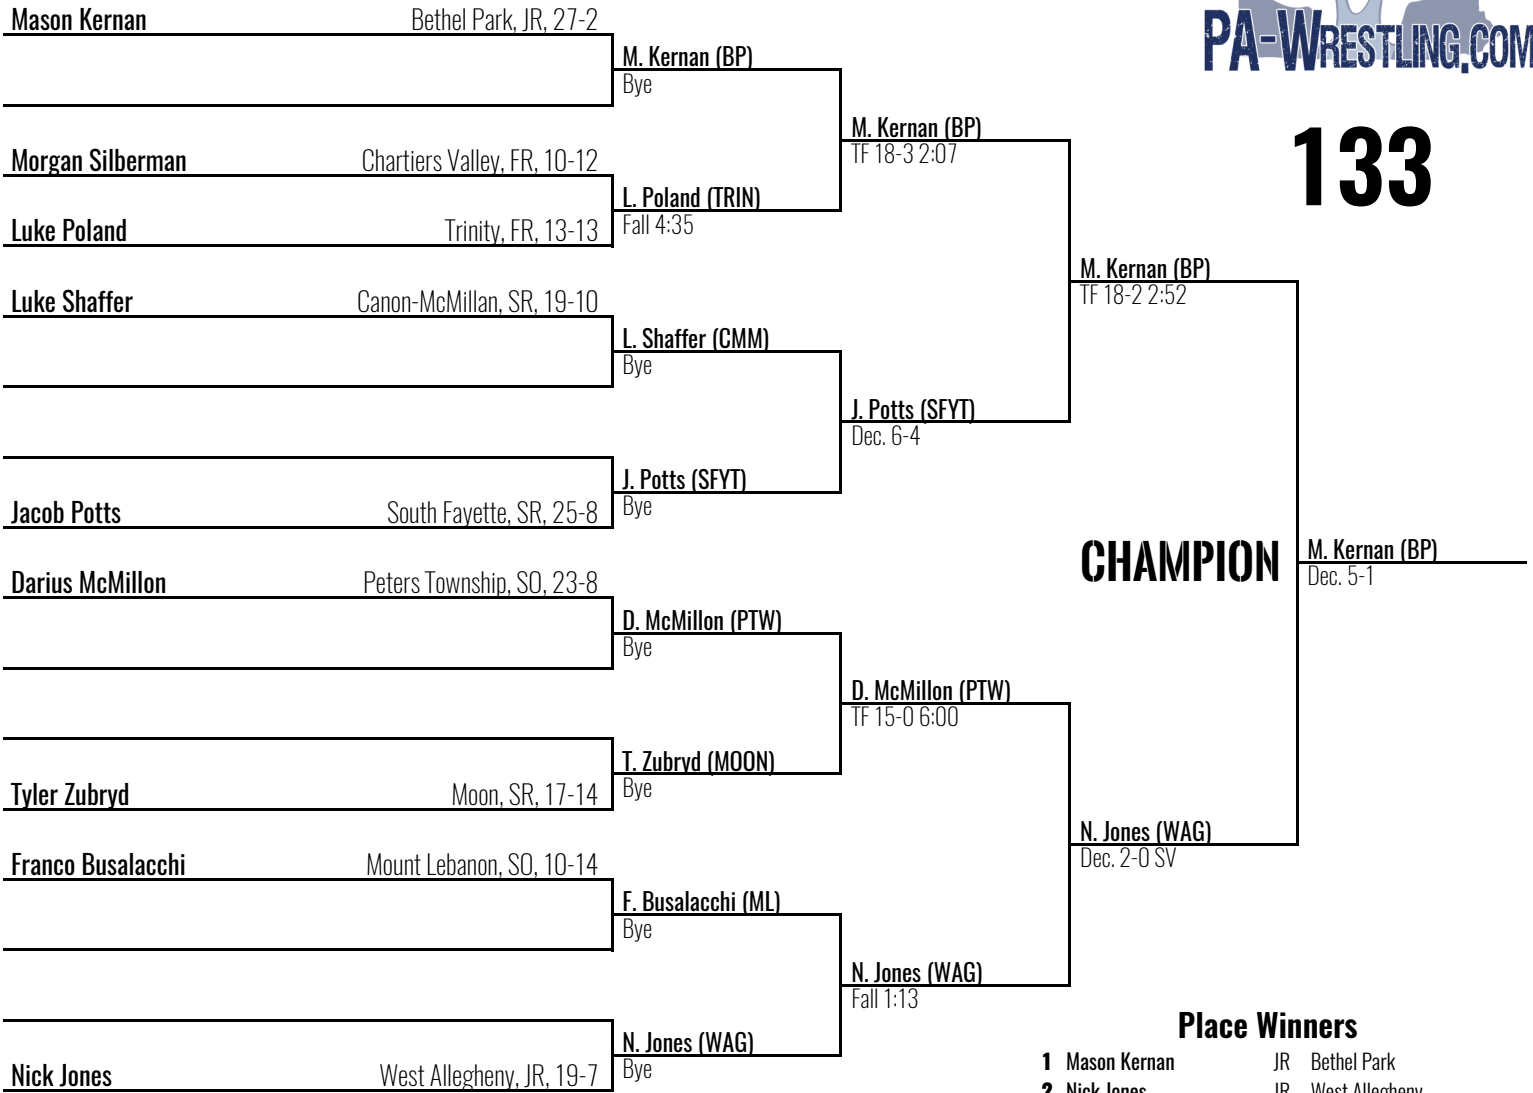 PA-WRESTLING.COM
133
Mason Kernan Bethel Park, JR, 27-2
M. Kernan (BP)
Bye
M. Kernan (BP)
TF 18-3 2:07
Morgan Silberman Chartiers Valley, FR, 10-12
L. Poland (TRIN)
Fall 4:35
Luke Poland Trinity, FR, 13-13
M. Kernan (BP)
TF 18-2 2:52
Luke Shaffer Canon-McMillan, SR, 19-10
L. Shaffer (CMM)
Bye
J. Potts (SFYT)
Dec. 6-4
J. Potts (SFYT)
Bye
Jacob Potts South Fayette, SR, 25-8
CHAMPION
M. Kernan (BP)
Dec. 5-1
Darius McMillon Peters Township, SO, 23-8
D. McMillon (PTW)
Bye
D. McMillon (PTW)
TF 15-0 6:00
T. Zubryd (MOON)
Bye
Tyler Zubryd Moon, SR, 17-14
N. Jones (WAG)
Dec. 2-0 SV
Franco Busalacchi Mount Lebanon, SO, 10-14
F. Busalacchi (ML)
Bye
N. Jones (WAG)
Fall 1:13
N. Jones (WAG)
Bye
Nick Jones West Allegheny, JR, 19-7
Place Winners
1 Mason Kernan JR Bethel Park
2 Nick Jones JR West Allegheny